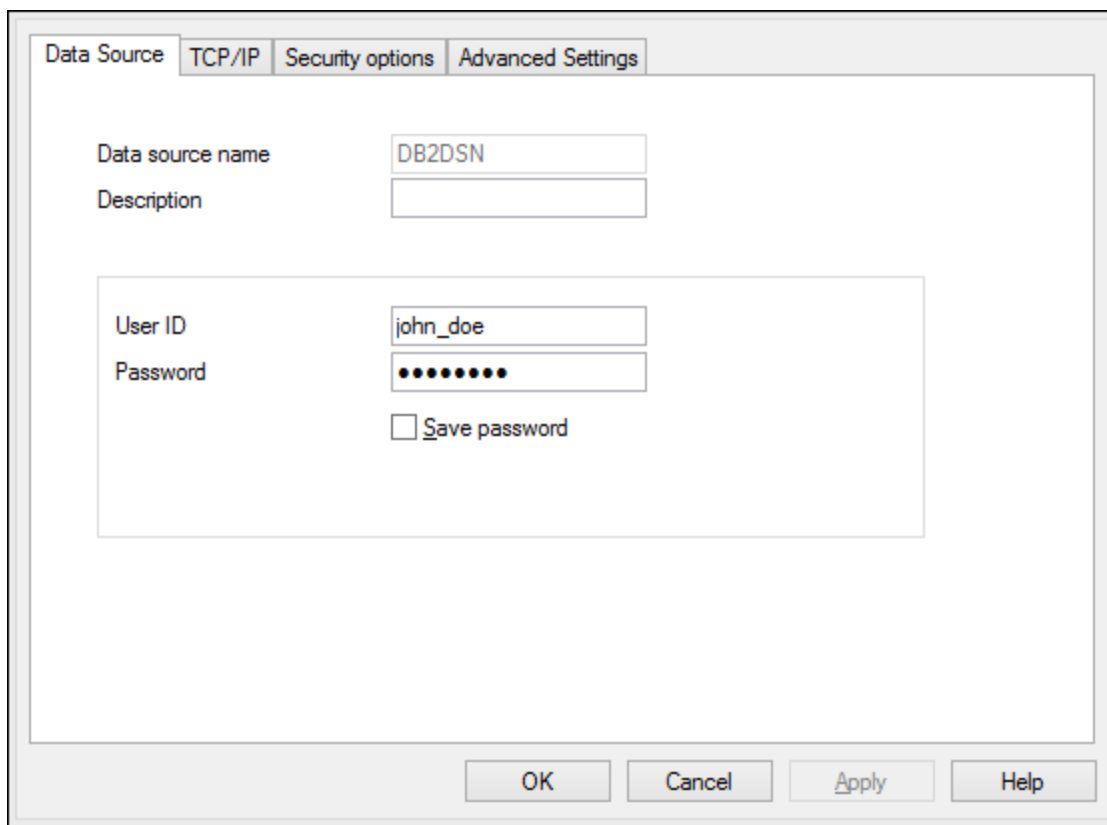 Data Source TCP/IP Security options Advanced Settings
Data source name DB2DSN
Description
User ID john_doe
Password ••••••••
Save password
OK Cancel Apply Help